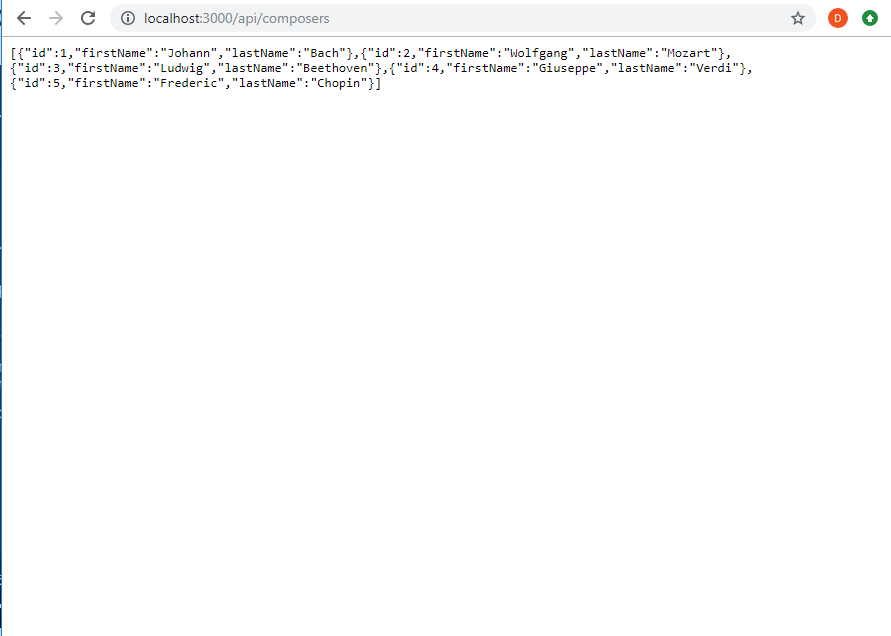 localhost:3000/api/composers
D
[{"id":1,"firstName":"Johann","lastName":"Bach"},{"id":2,"firstName":"Wolfgang","lastName":"Mozart"},
{"id":3,"firstName":"Ludwig","lastName":"Beethoven"},{"id":4,"firstName":"Giuseppe","lastName":"Verdi"},
{"id":5,"firstName":"Frederic","lastName":"Chopin"}]